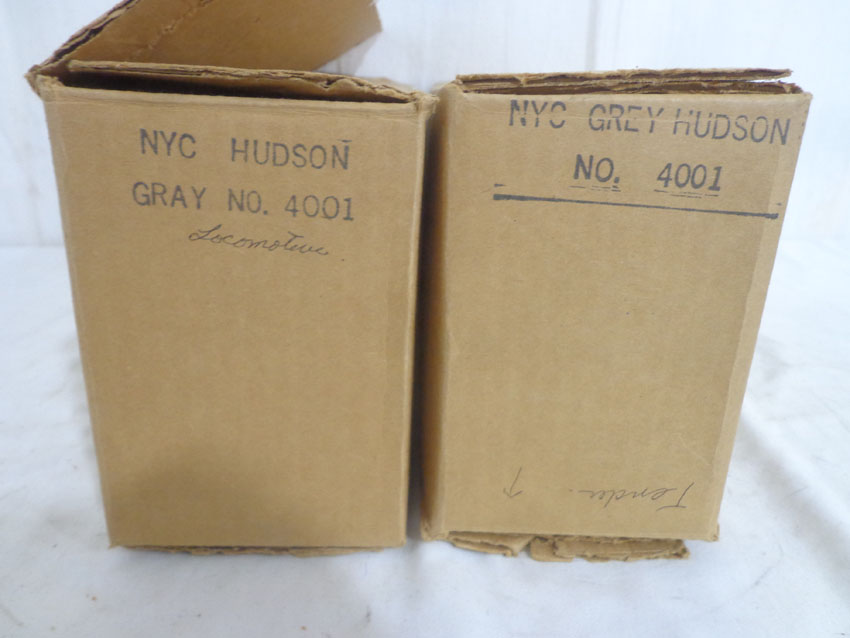 NYC HUDSON
GRAY NO. 4001
Locomotive
NYC GREY HUDSON
NO. 4001
Tender ↑